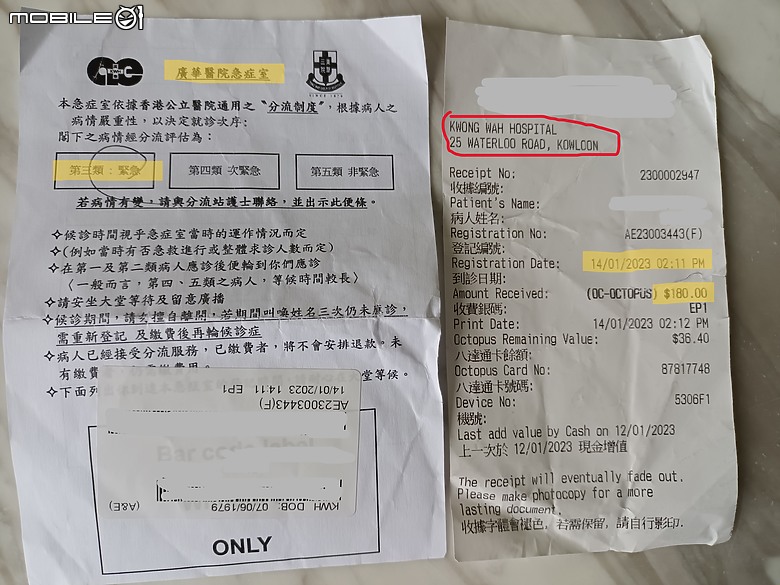 MOBILE01
廣華醫院急症室
本急症室依據香港公立醫院通用之“分流制度”，根據病人之
病情嚴重性，以決定就診次序:
閣下之病情經分流評估為:
第三類：緊急
第四類 次緊急
第五類 非緊急
若病情有變，請與分流站護士聯絡，並出示此便條。
候診時間視乎急症室當時的運作情況而定
(例如當時有否急救進行或整體求診人數而定)
在第一及第二類病人應診後便輪到你們應診
〈一般而言，第四、五類之病人，等候時間較長〉
請安坐大堂等待及留意廣播
候診期間，請勿擅自離開，若期間叫喚姓名三次仍未應診，
需重新登記 及繳費後再輪候診症
病人已經接受分流服務，已繳費者，將不會安排退款。未
有繳費
堂等候。
下面列
14/01/2023 14:11 EP1
AE23003443(F)
Bar code label
KWH DOB: 07/06/1979 (A&E)
ONLY
KWONG WAH HOSPITAL
25 WATERLOO ROAD, KOWLOON
Receipt No: 2300002947
收據編號:
Patient's Name:
病人姓名:
Registration No: AE23003443(F)
登記編號:
Registration Date: 14/01/2023 02:11 PM
到診日期:
Amount Received: (OC-OCTOPUS) $180.00
收費銀碼: EP1
Print Date: 14/01/2023 02:12 PM
Octopus Remaining Value: $36.40
八達通卡餘額:
Octopus Card No: 87817748
八達通卡號碼:
Device No: 5306F1
機號:
Last add value by Cash on 12/01/2023
上一次於 12/01/2023 現金增值
The receipt will eventually fade out.
Please make photocopy for a more
lasting document.
收據字體會褪色，若需保留，請自行影印.